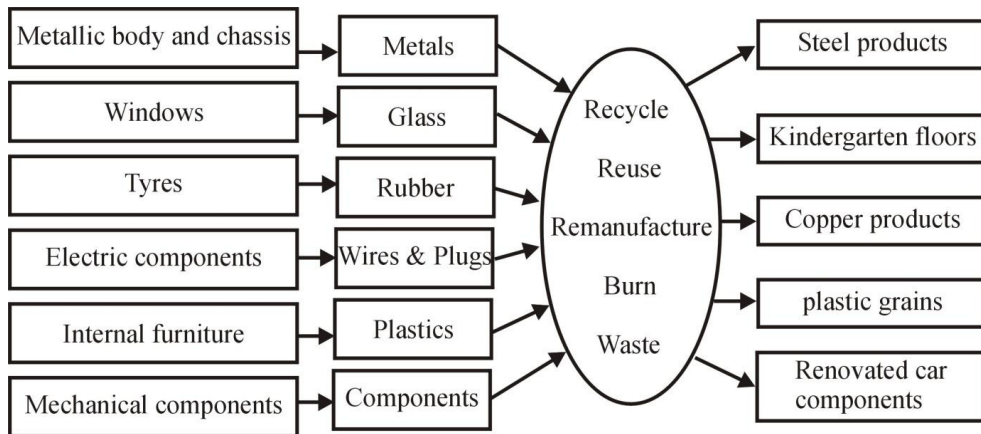 Metallic body and chassis
Windows
Tyres
Electric components
Internal furniture
Mechanical components
Metals
Glass
Rubber
Wires & Plugs
Plastics
Components
Recycle
Reuse
Remanufacture
Burn
Waste
Steel products
Kindergarten floors
Copper products
plastic grains
Renovated car
components